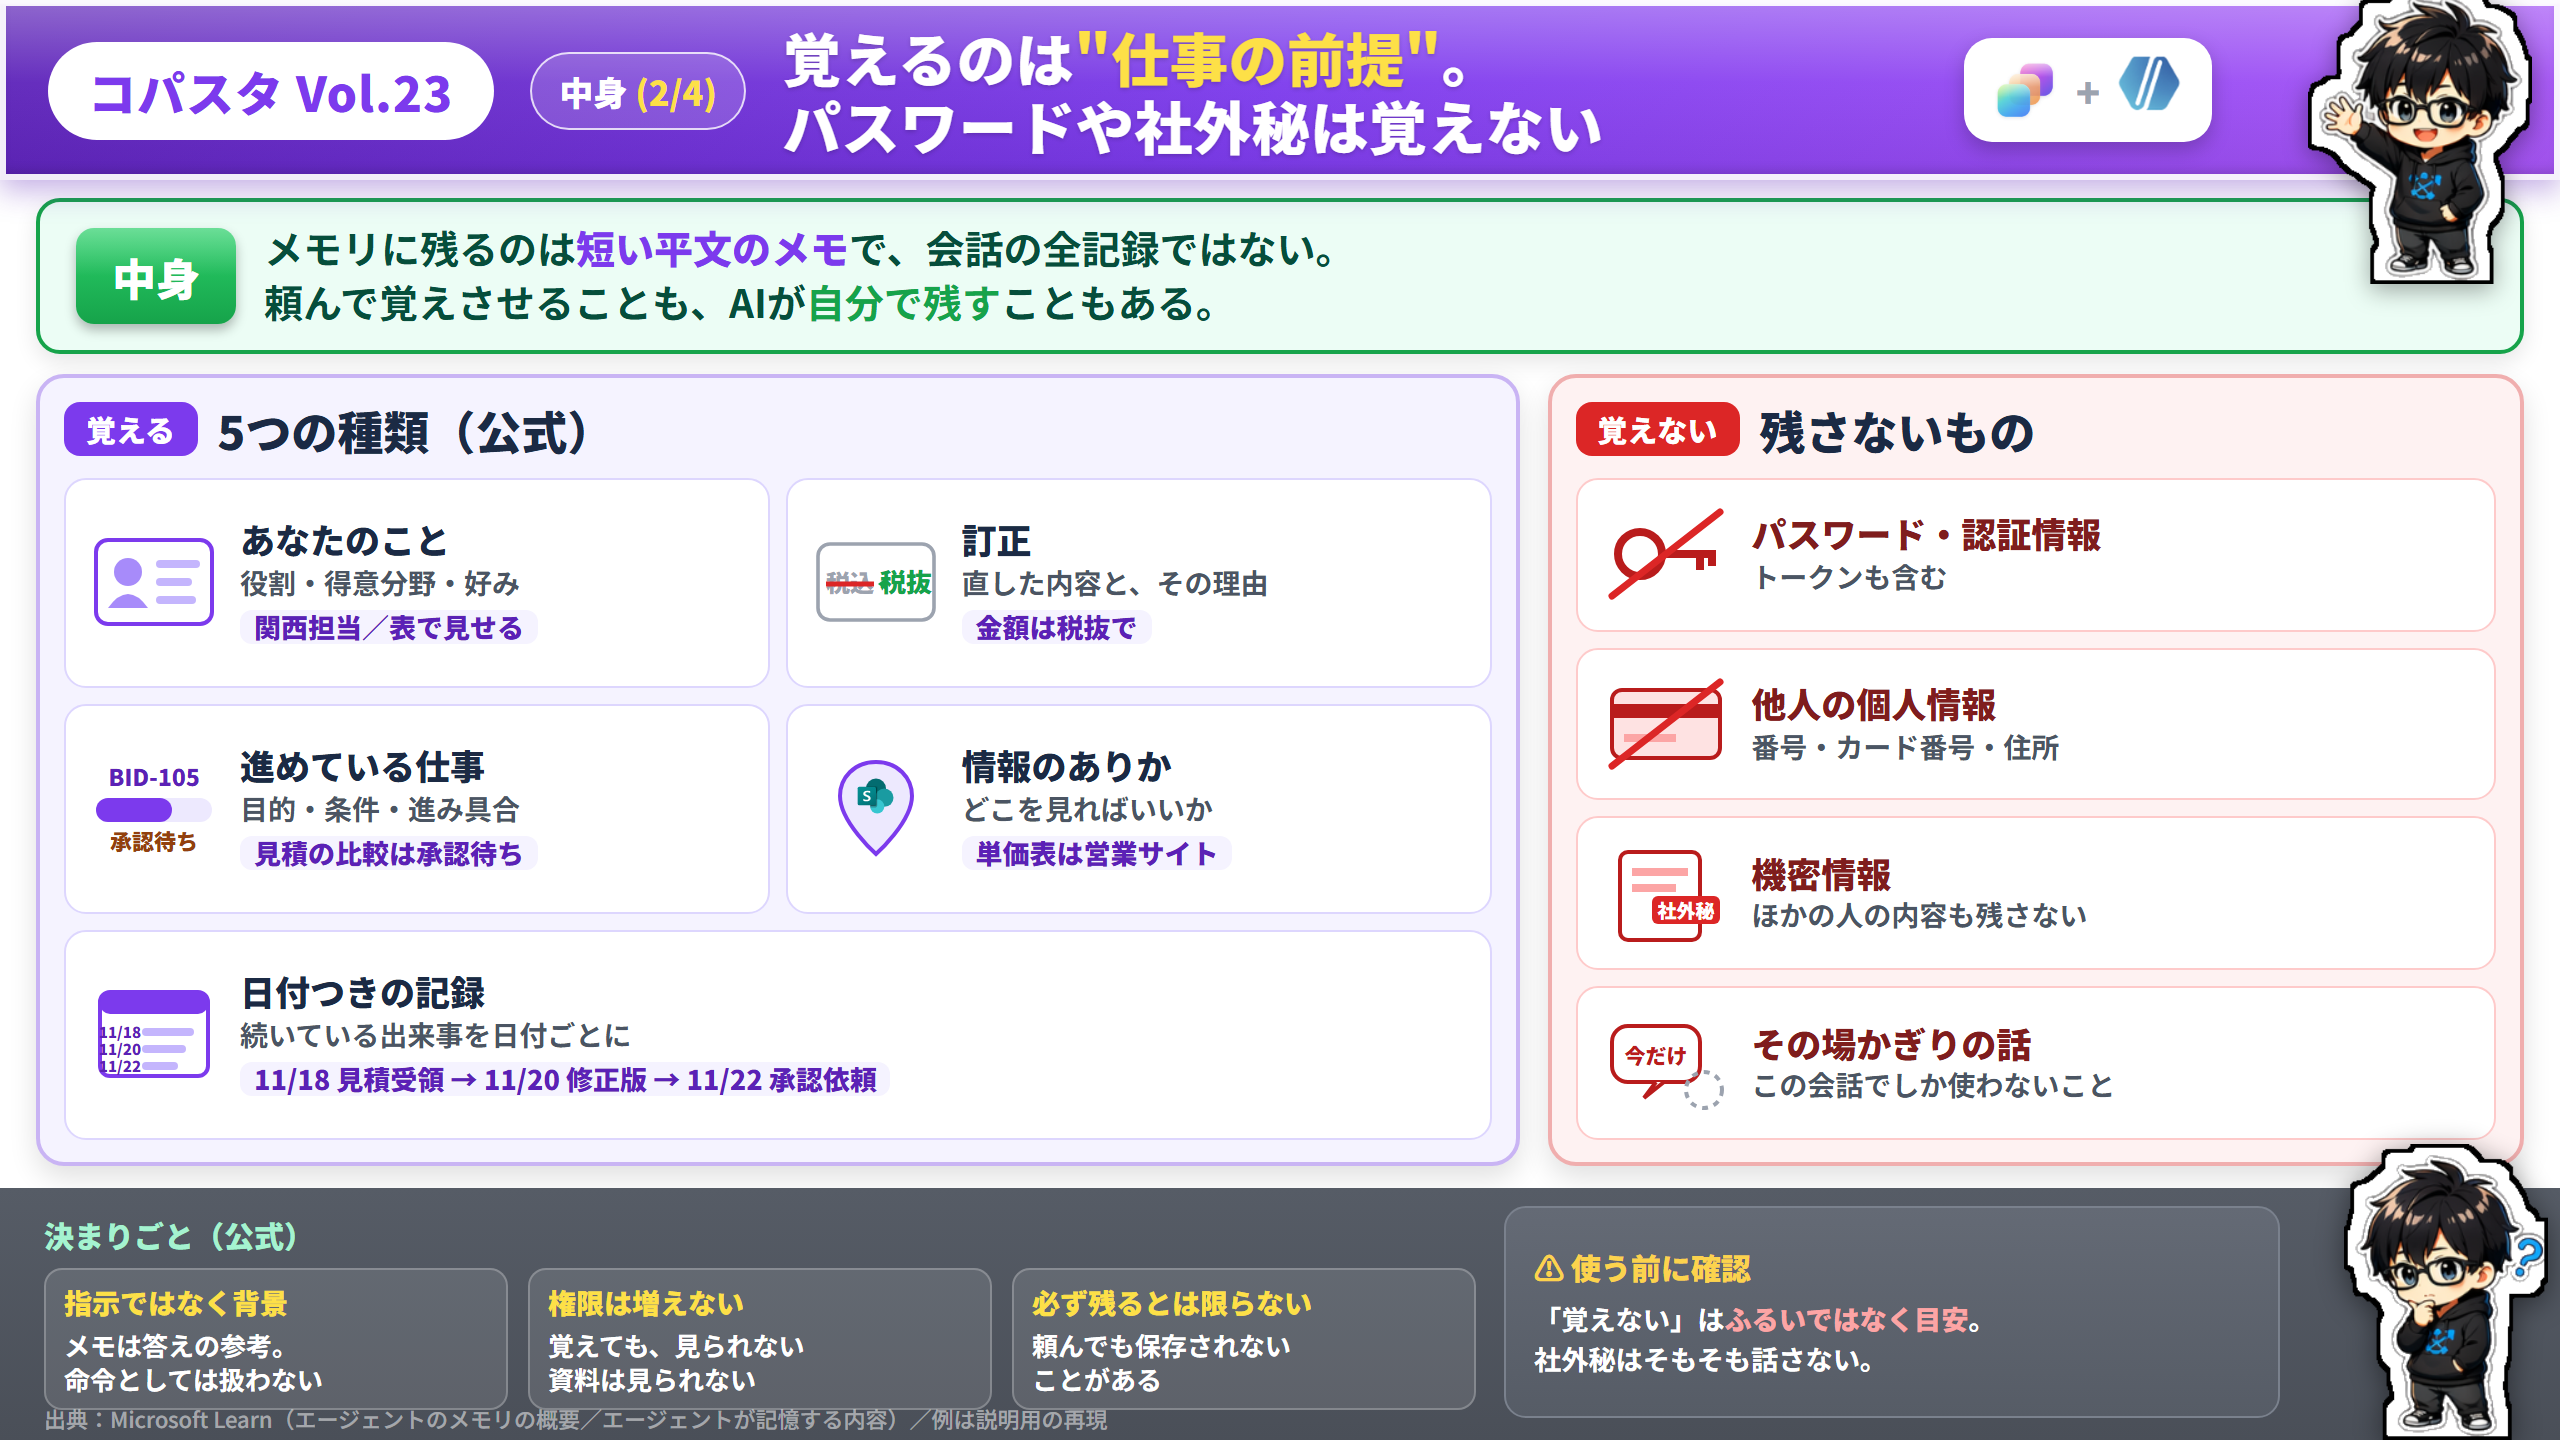 コパスタ Vol.23
中身 (2/4)
覚えるのは"仕事の前提"。
パスワードや社外秘は覚えない
+
中身
メモリに残るのは短い平文のメモで、会話の全記録ではない。
頼んで覚えさせることも、AIが自分で残すこともある。
覚える
5つの種類（公式）
あなたのこと
役割・得意分野・好み
関西担当／表で見せる
税込 税抜
訂正
直した内容と、その理由
金額は税抜で
BID-105
承認待ち
進めている仕事
目的・条件・進み具合
見積の比較は承認待ち
S
情報のありか
どこを見ればいいか
単価表は営業サイト
11/18
11/20
11/22
日付つきの記録
続いている出来事を日付ごとに
11/18 見積受領 → 11/20 修正版 → 11/22 承認依頼
覚えない
残さないもの
パスワード・認証情報
トークンも含む
他人の個人情報
番号・カード番号・住所
社外秘
機密情報
ほかの人の内容も残さない
今だけ
その場かぎりの話
この会話でしか使わないこと
決まりごと（公式）
指示ではなく背景
メモは答えの参考。
命令としては扱わない
権限は増えない
覚えても、見られない
資料は見られない
必ず残るとは限らない
頼んでも保存されない
ことがある
⚠ 使う前に確認
「覚えない」はふるいではなく目安。
社外秘はそもそも話さない。
?
出典：Microsoft Learn（エージェントのメモリの概要／エージェントが記憶する内容）／例は説明用の再現